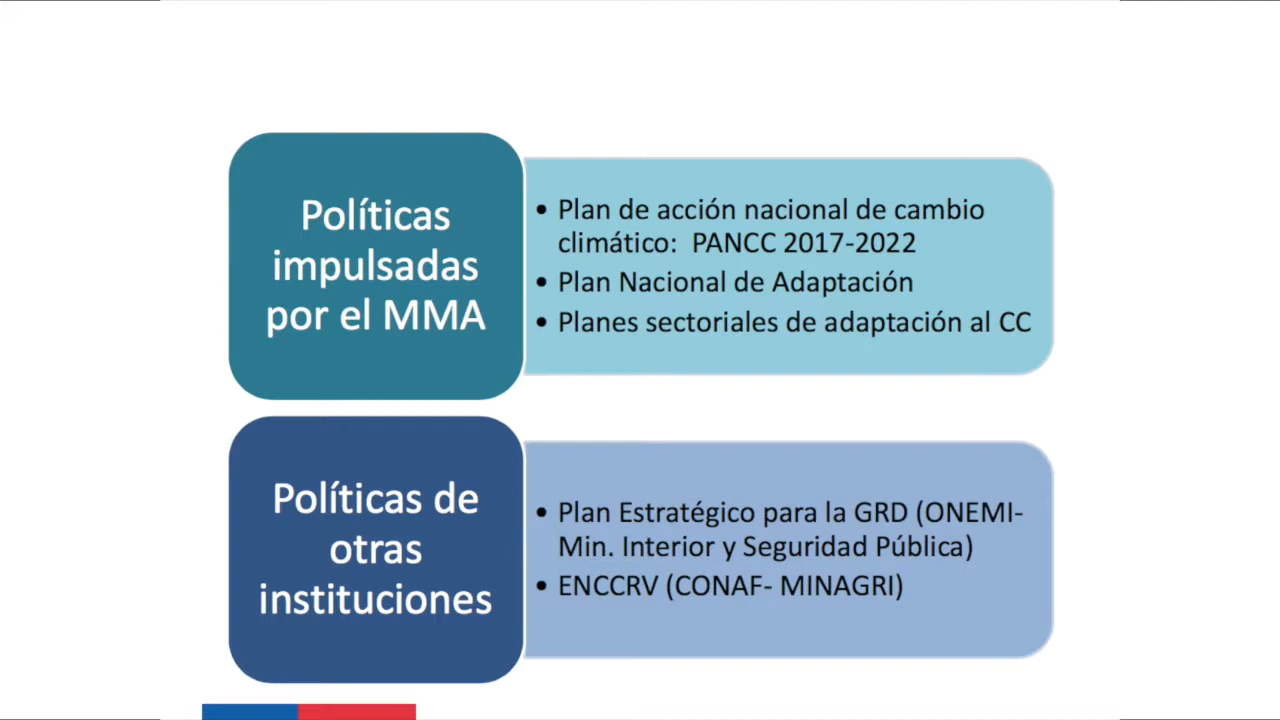 Políticas
impulsadas
por el MMA
• Plan de acción nacional de cambio
climático:  PANCC 2017-2022
• Plan Nacional de Adaptación
• Planes sectoriales de adaptación al CC
Políticas de
otras
instituciones
• Plan Estratégico para la GRD (ONEMI-
Min. Interior y Seguridad Pública)
• ENCCRV (CONAF- MINAGRI)